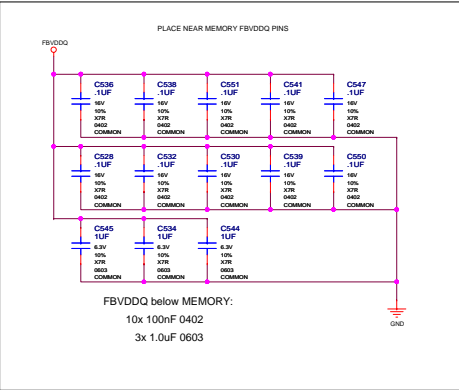 PLACE NEAR MEMORY FBVDDQ PINS
FBVDDQ
C536 C538 C551 C541 C547
.1UF .1UF .1UF .1UF .1UF
16V 16V 16V 16V 16V
10% 10% 10% 10% 10%
X7R X7R X7R X7R X7R
0402 0402 0402 0402 0402
COMMON COMMON COMMON COMMON COMMON
C528 C532 C530 C539 C550
.1UF .1UF .1UF .1UF .1UF
16V 16V 16V 16V 16V
10% 10% 10% 10% 10%
X7R X7R X7R X7R X7R
0402 0402 0402 0402 0402
COMMON COMMON COMMON COMMON COMMON
C545 C534 C544
1UF 1UF 1UF
6.3V 6.3V 6.3V
10% 10% 10%
X7R X7R X7R
0603 0603 0603
COMMON COMMON COMMON
FBVDDQ below MEMORY:
10x 100nF 0402
3x 1.0uF 0603
GND